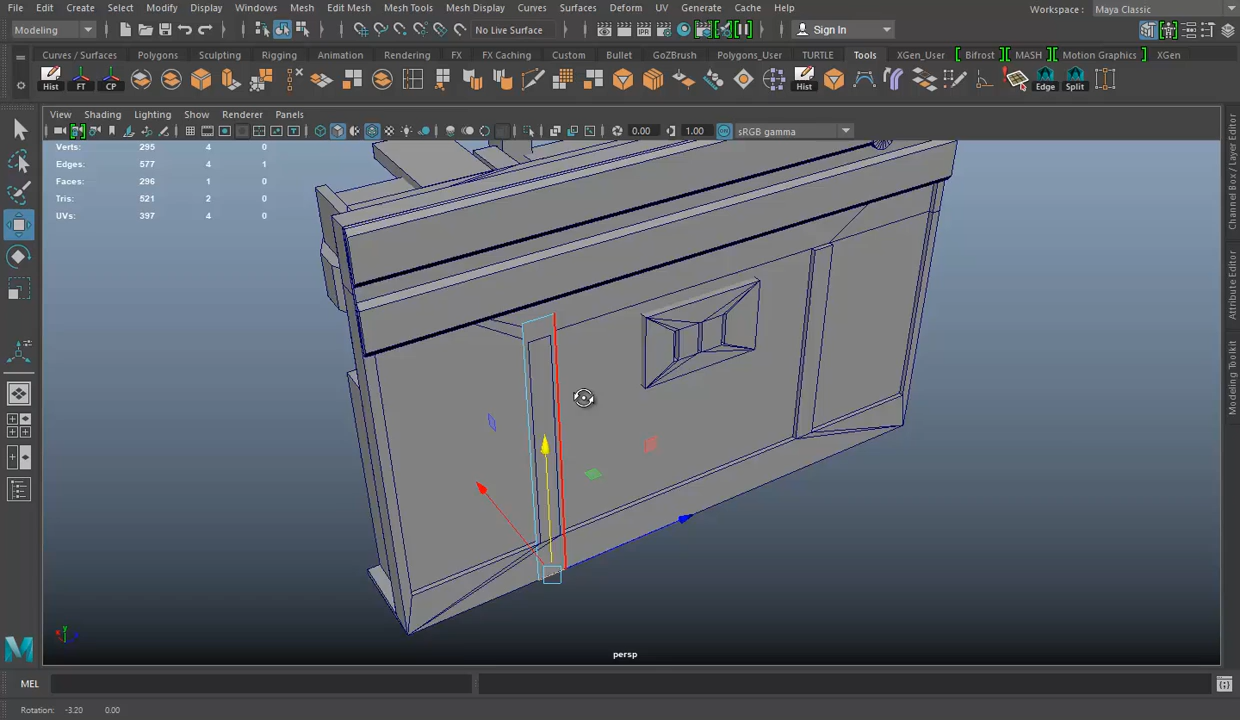 File Edit Create Select Modify Display Windows Mesh Edit Mesh Mesh Tools Mesh Display Curves Surfaces Deform UV Generate Cache Help Workspace : Maya Classic
Modeling No Live Surface Sign In
Curves / Surfaces Polygons Sculpting Rigging Animation Rendering FX FX Caching Custom Bullet GoZBrush Polygons_User TURTLE Tools XGen_User Bifrost MASH Motion Graphics XGen
Hist FT CP Hist Edge Split
View Shading Lighting Show Renderer Panels
IPR 0.00 1.00 sRGB gamma
Verts: 295 4 0
Edges: 577 4 1
Faces: 296 1 0
Tris: 521 2 0
UVs: 397 4 0
Channel Box / Layer Editor
Attribute Editor
Modeling Toolkit
persp
MEL
Rotation: -3.20 0.00